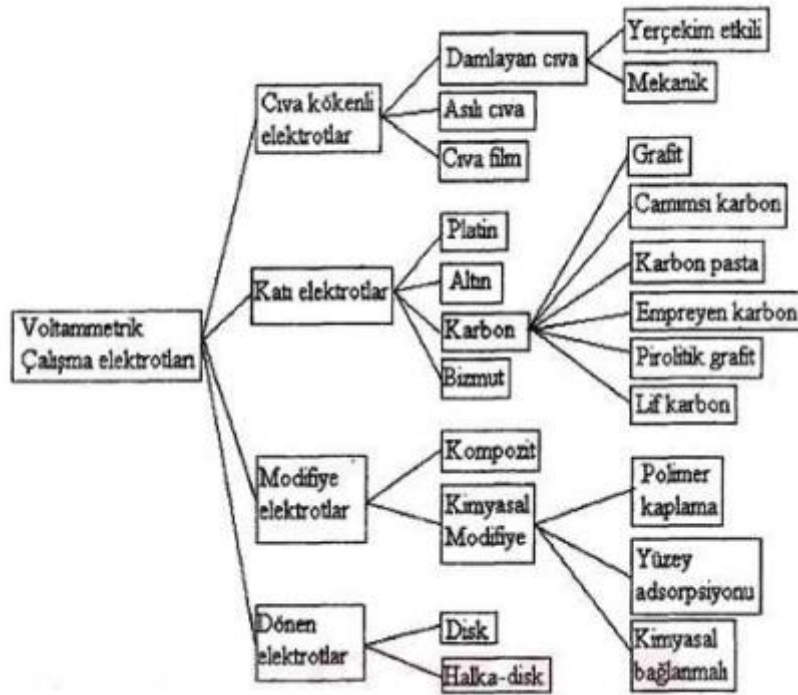 Voltammetrik
Çalışma elektrotları
Cıva kökenli
elektrotlar
Damlayan cıva
Yerçekim etkili
Mekanik
Asılı cıva
Cıva film
Katı elektrotlar
Platin
Altın
Karbon
Grafit
Camımsı karbon
Karbon pasta
Empreyen karbon
Pirolitik grafit
Lif karbon
Bizmut
Modifiye
elektrotlar
Kompozit
Kimyasal
Modifiye
Polimer
kaplama
Yüzey
adsorpsiyonu
Kimyasal
bağlanmalı
Dönen
elektrotlar
Disk
Halka-disk